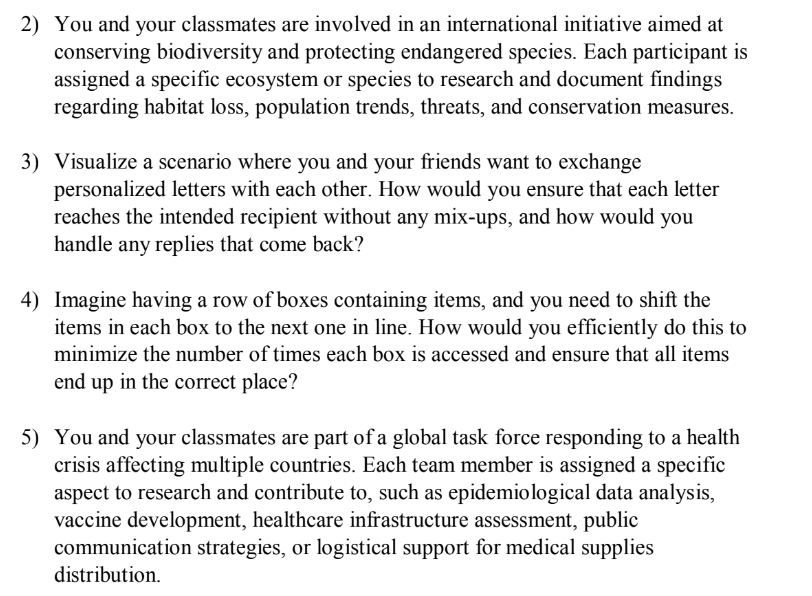 2) You and your classmates are involved in an international initiative aimed at
conserving biodiversity and protecting endangered species. Each participant is
assigned a specific ecosystem or species to research and document findings
regarding habitat loss, population trends, threats, and conservation measures.
3) Visualize a scenario where you and your friends want to exchange
personalized letters with each other. How would you ensure that each letter
reaches the intended recipient without any mix-ups, and how would you
handle any replies that come back?
4) Imagine having a row of boxes containing items, and you need to shift the
items in each box to the next one in line. How would you efficiently do this to
minimize the number of times each box is accessed and ensure that all items
end up in the correct place?
5) You and your classmates are part of a global task force responding to a health
crisis affecting multiple countries. Each team member is assigned a specific
aspect to research and contribute to, such as epidemiological data analysis,
vaccine development, healthcare infrastructure assessment, public
communication strategies, or logistical support for medical supplies
distribution.